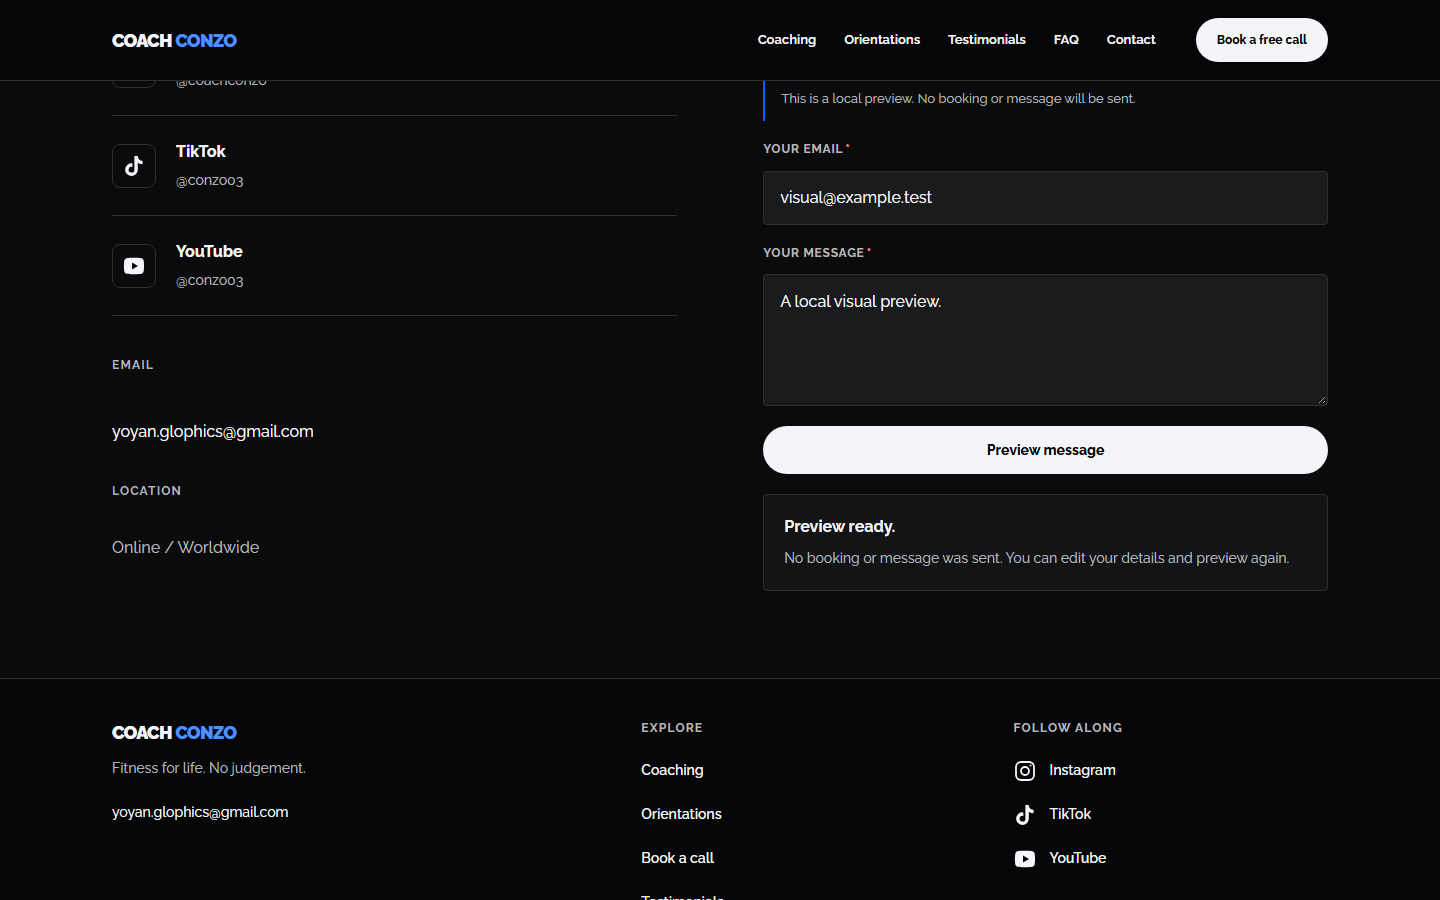 COACH CONZO
Coaching
Orientations
Testimonials
FAQ
Contact
Book a free call
@coachconzo
TikTok
@conzo03
YouTube
@conzo03
EMAIL
yoyan.glophics@gmail.com
LOCATION
Online / Worldwide
This is a local preview. No booking or message will be sent.
YOUR EMAIL *
visual@example.test
YOUR MESSAGE *
A local visual preview.
Preview message
Preview ready.
No booking or message was sent. You can edit your details and preview again.
COACH CONZO
Fitness for life. No judgement.
yoyan.glophics@gmail.com
EXPLORE
Coaching
Orientations
Book a call
Testimonials
FOLLOW ALONG
Instagram
TikTok
YouTube